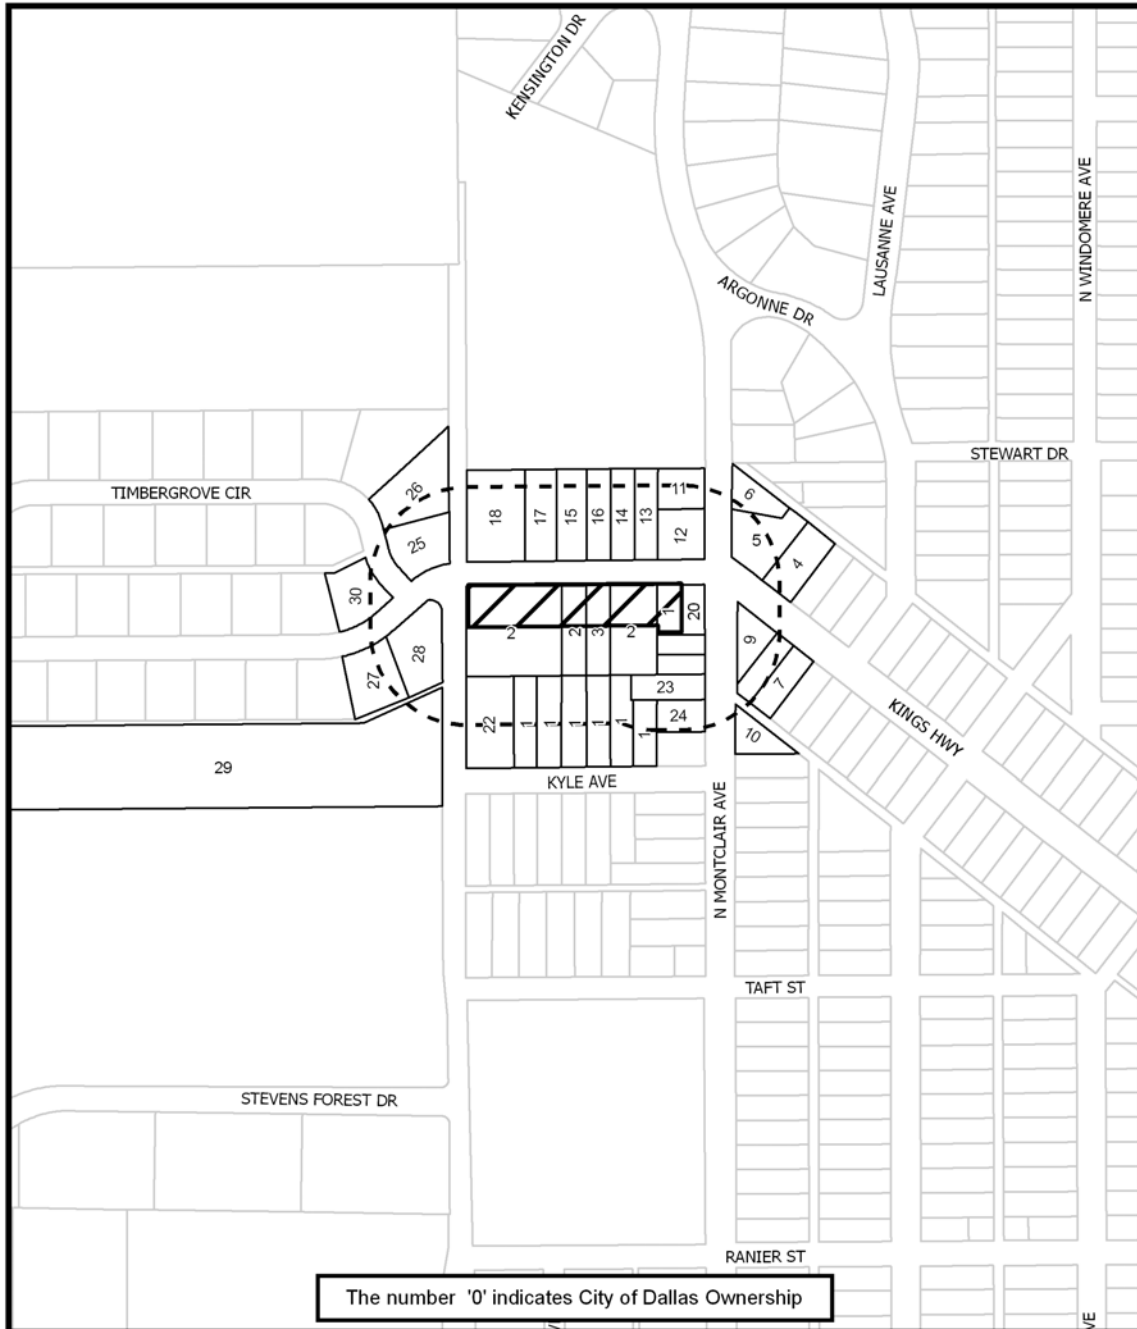 KENSINGTON DR
LAUSANNE AVE
N WINDOMERE AVE
ARGONNE DR
STEWART DR
TIMBERGROVE CIR
26
18
17
15
16
14
13
11
12
6
5
4
25
30
1
20
2
2
3
2
9
7
28
27
23
24
22
1
1
1
1
1
1
10
KINGS HWY
29
KYLE AVE
N MONTCLAIR AVE
TAFT ST
STEVENS FOREST DR
RANIER ST
The number '0' indicates City of Dallas Ownership